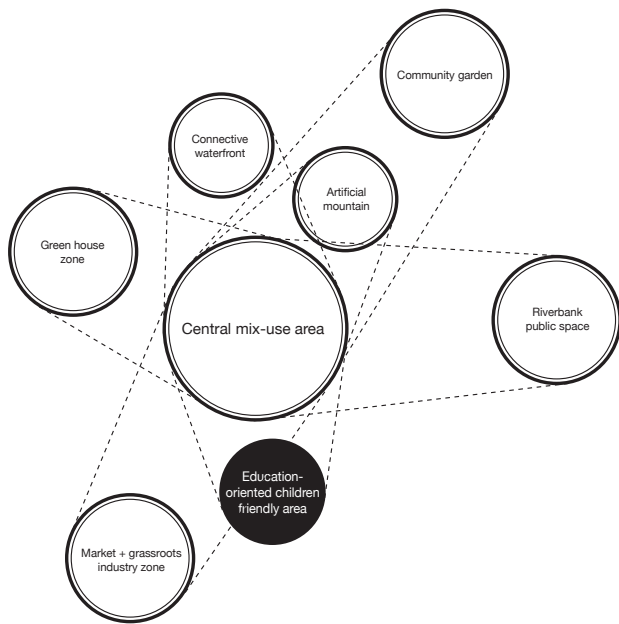 Community garden
Connective
waterfront
Artificial
mountain
Green house
zone
Central mix-use area
Riverbank
public space
Education-
oriented children
friendly area
Market + grassroots
industry zone